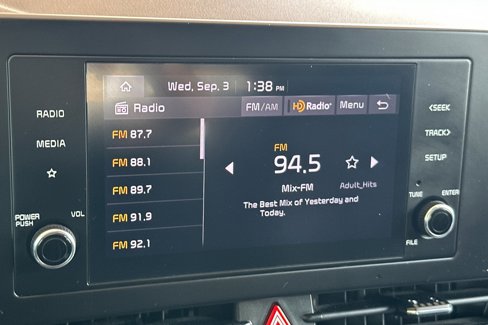 Wed, Sep. 3 1:38 PM
Radio FM/AM HD Radio Menu
FM 87.7
FM 88.1
FM 89.7
FM 91.9
FM 92.1
FM
94.5
Mix-FM Adult_Hits
The Best Mix of Yesterday and
Today.
RADIO
MEDIA
POWER
PUSH
VOL
<SEEK
TRACK>
SETUP
TUNE
ENTER
FILE